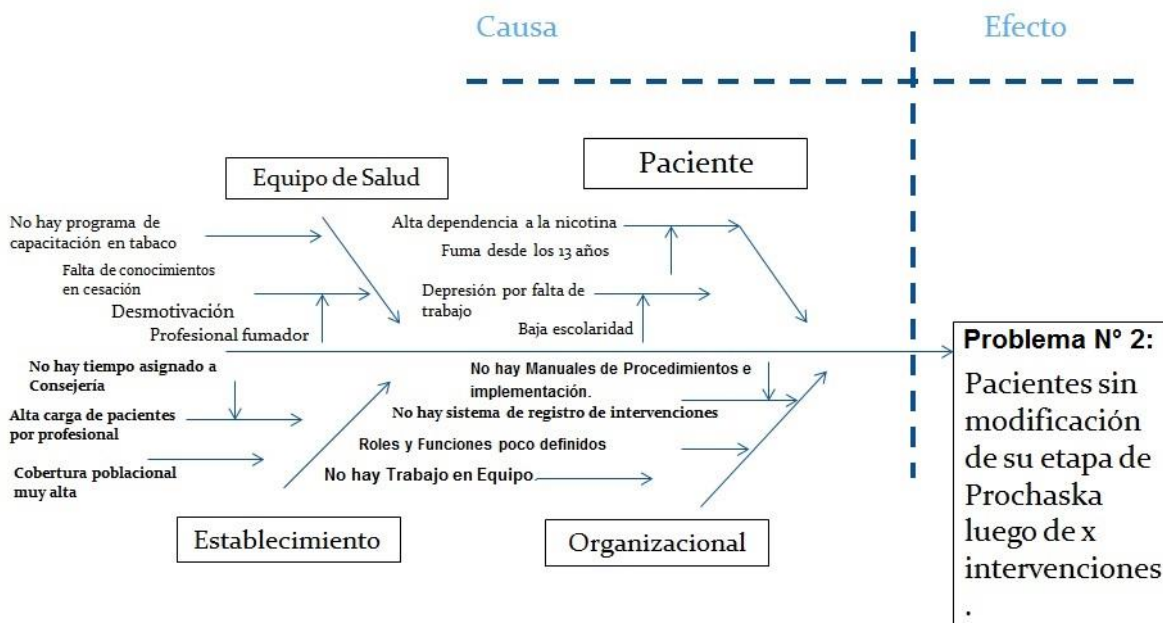 Causa
Efecto
Equipo de Salud
Paciente
No hay programa de
capacitación en tabaco
Falta de conocimientos
en cesación
Desmotivación
Profesional fumador
Alta dependencia a la nicotina
Fuma desde los 13 años
Depresión por falta de
trabajo
Baja escolaridad
No hay tiempo asignado a
Consejería
Alta carga de pacientes
por profesional
Cobertura poblacional
muy alta
No hay Manuales de Procedimientos e
implementación.
No hay sistema de registro de intervenciones
Roles y Funciones poco definidos
No hay Trabajo en Equipo
Establecimiento
Organizacional
Problema N° 2:
Pacientes sin
modificación
de su etapa de
Prochaska
luego de x
intervenciones
.